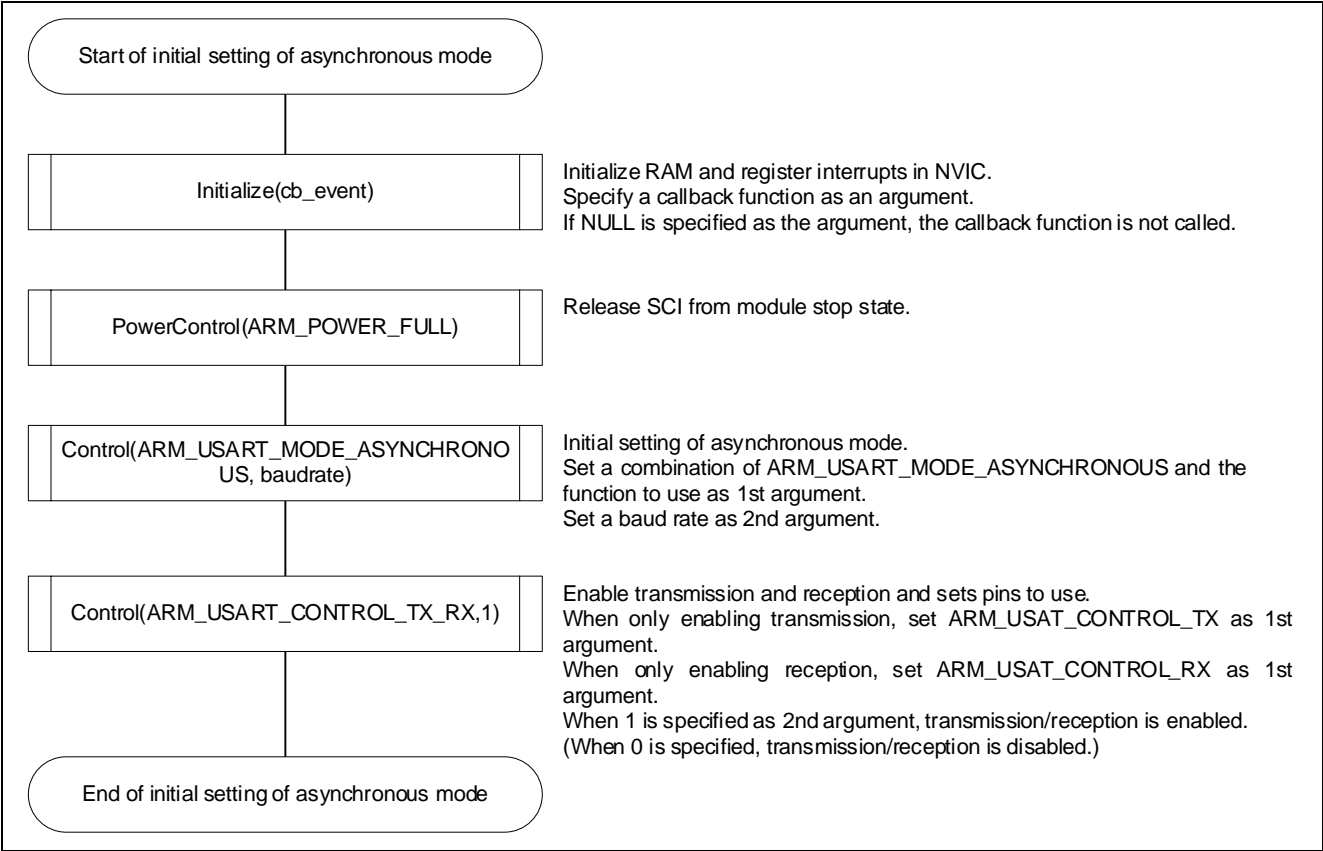 Start of initial setting of asynchronous mode
Initialize(cb_event)
Initialize RAM and register interrupts in NVIC.
Specify a callback function as an argument.
If NULL is specified as the argument, the callback function is not called.
PowerControl(ARM_POWER_FULL)
Release SCI from module stop state.
Control(ARM_USART_MODE_ASYNCHRONO
US, baudrate)
Initial setting of asynchronous mode.
Set a combination of ARM_USART_MODE_ASYNCHRONOUS and the
function to use as 1st argument.
Set a baud rate as 2nd argument.
Control(ARM_USART_CONTROL_TX_RX,1)
Enable transmission and reception and sets pins to use.
When only enabling transmission, set ARM_USAT_CONTROL_TX as 1st
argument.
When only enabling reception, set ARM_USAT_CONTROL_RX as 1st
argument.
When 1 is specified as 2nd argument, transmission/reception is enabled.
(When 0 is specified, transmission/reception is disabled.)
End of initial setting of asynchronous mode